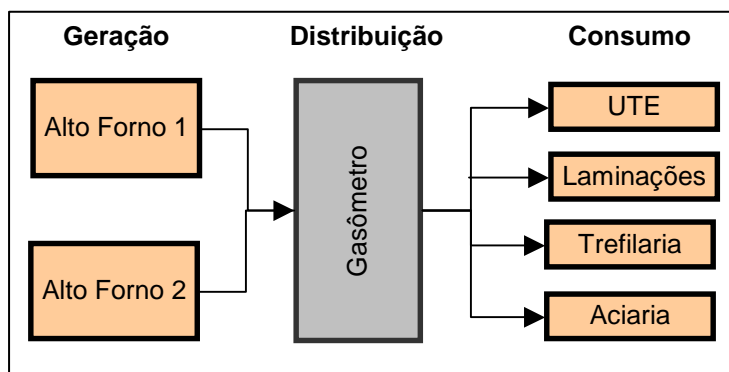 Geração
Distribuição
Consumo
Alto Forno 1
Alto Forno 2
Gasômetro
UTE
Laminações
Trefilaria
Aciaria